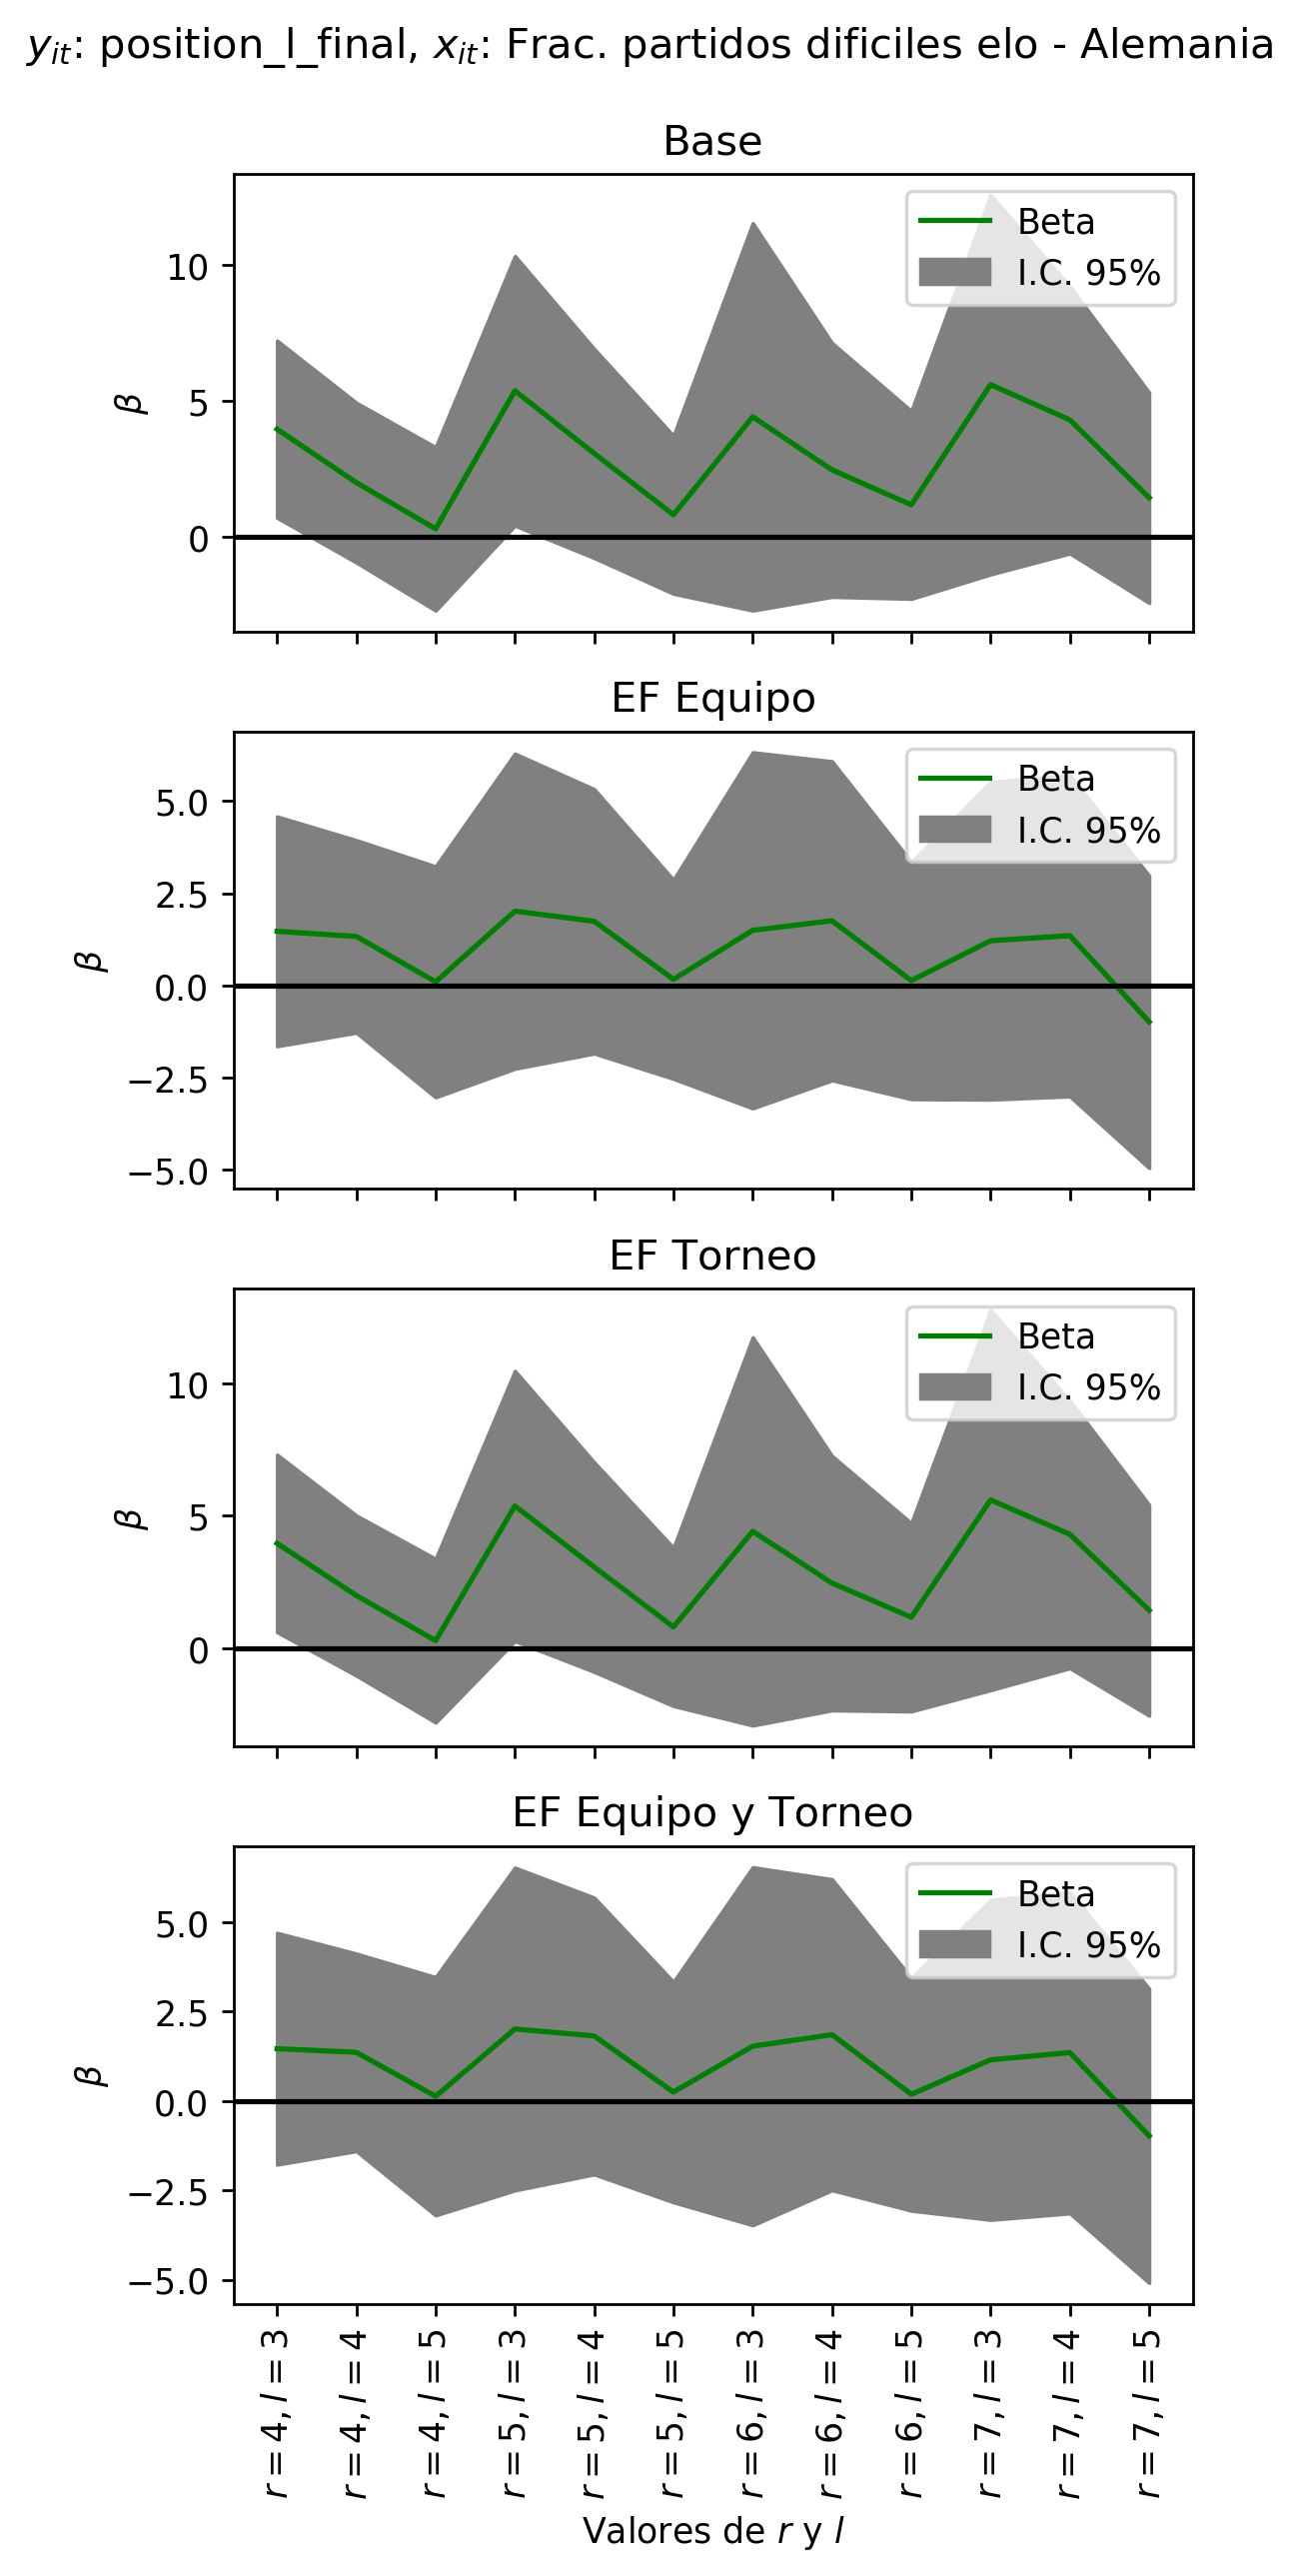 y_it: position_l_final, x_it: Frac. partidos dificiles elo - Alemania
Base
Beta
I.C. 95%
10
5
0
β
EF Equipo
Beta
I.C. 95%
5.0
2.5
0.0
−2.5
−5.0
β
EF Torneo
Beta
I.C. 95%
10
5
0
β
EF Equipo y Torneo
Beta
I.C. 95%
5.0
2.5
0.0
−2.5
−5.0
β
r = 4, l = 3
r = 4, l = 4
r = 4, l = 5
r = 5, l = 3
r = 5, l = 4
r = 5, l = 5
r = 6, l = 3
r = 6, l = 4
r = 6, l = 5
r = 7, l = 3
r = 7, l = 4
r = 7, l = 5
Valores de r y l